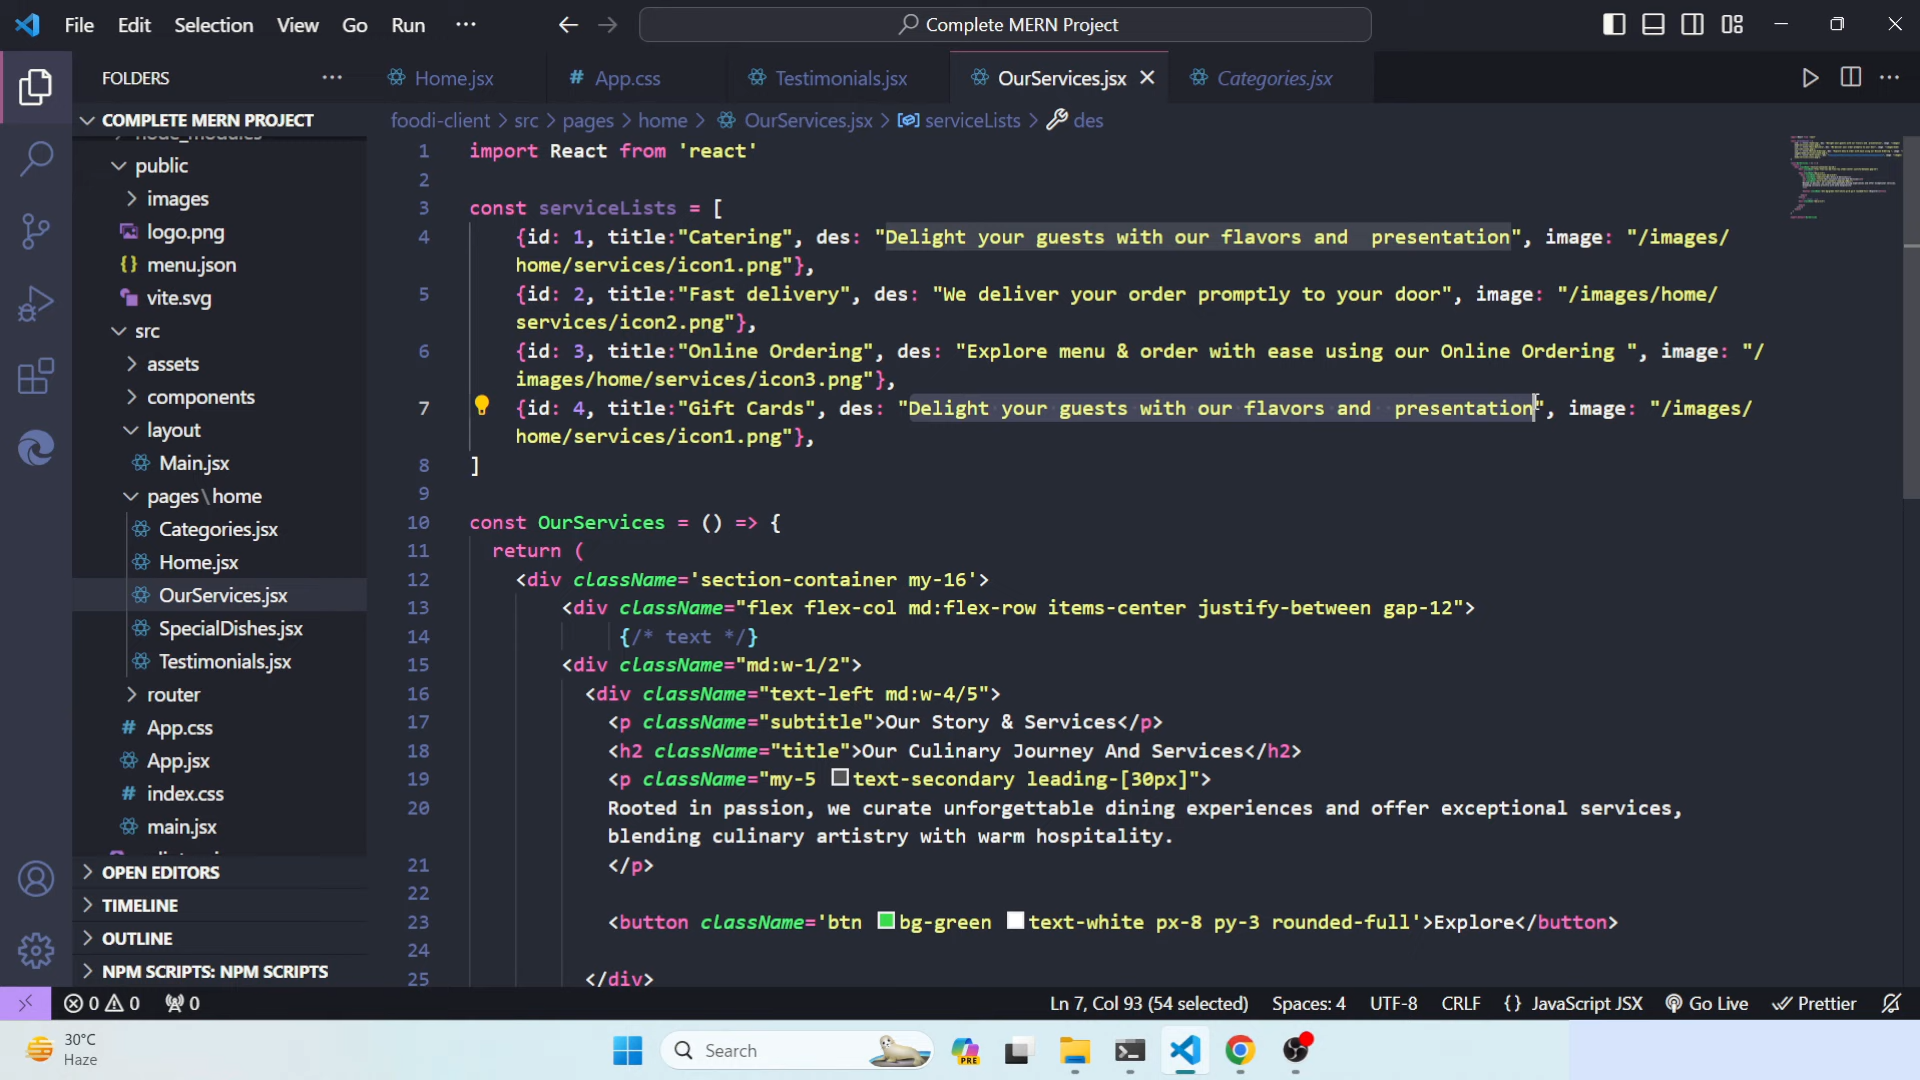 File Edit Selection View Go Run ··· Complete MERN Project
FOLDERS ···
Home.jsx # App.css Testimonials.jsx OurServices.jsx Categories.jsx
COMPLETE MERN PROJECT
foodi-client > src > pages > home > OurServices.jsx > serviceLists > des
node_modules
public
images
logo.png
{} menu.json
vite.svg
src
assets
components
layout
Main.jsx
pages\home
Categories.jsx
Home.jsx
OurServices.jsx
SpecialDishes.jsx
Testimonials.jsx
router
# App.css
App.jsx
# index.css
main.jsx
OPEN EDITORS
TIMELINE
OUTLINE
NPM SCRIPTS: NPM SCRIPTS
1 import React from 'react'
2
3 const serviceLists = [
4 {id: 1, title:"Catering", des: "Delight your guests with our flavors and  presentation", image: "/images/
home/services/icon1.png"},
5 {id: 2, title:"Fast delivery", des: "We deliver your order promptly to your door", image: "/images/home/
services/icon2.png"},
6 {id: 3, title:"Online Ordering", des: "Explore menu & order with ease using our Online Ordering ", image: "/
images/home/services/icon3.png"},
7 {id: 4, title:"Gift Cards", des: "Delight your guests with our flavors and  presentation", image: "/images/
home/services/icon1.png"},
8 ]
9
10 const OurServices = () => {
11 return (
12 <div className='section-container my-16'>
13 <div className="flex flex-col md:flex-row items-center justify-between gap-12">
14 {/* text */}
15 <div className="md:w-1/2">
16 <div className="text-left md:w-4/5">
17 <p className="subtitle">Our Story & Services</p>
18 <h2 className="title">Our Culinary Journey And Services</h2>
19 <p className="my-5 text-secondary leading-[30px]">
20 Rooted in passion, we curate unforgettable dining experiences and offer exceptional services,
blending culinary artistry with warm hospitality.
21 </p>
22
23 <button className='btn bg-green text-white px-8 py-3 rounded-full'>Explore</button>
24
25 </div>
0 0 0 Ln 7, Col 93 (54 selected) Spaces: 4 UTF-8 CRLF {} JavaScript JSX Go Live Prettier
30°C
Haze
Search
PRE